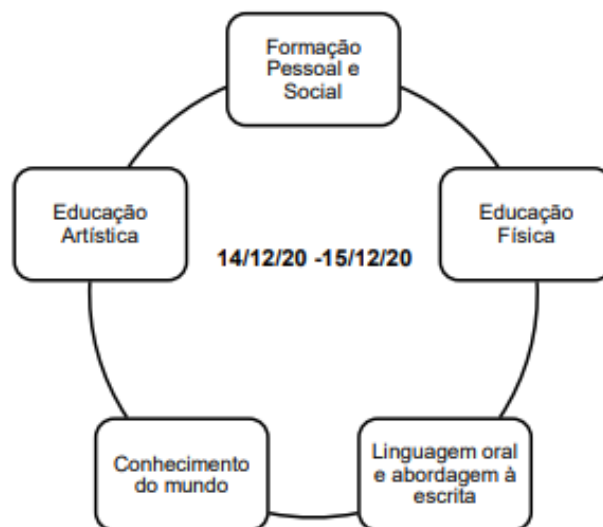 Formação
Pessoal e
Social
Educação
Artística
Educação
Física
14/12/20 -15/12/20
Conhecimento
do mundo
Linguagem oral
e abordagem à
escrita